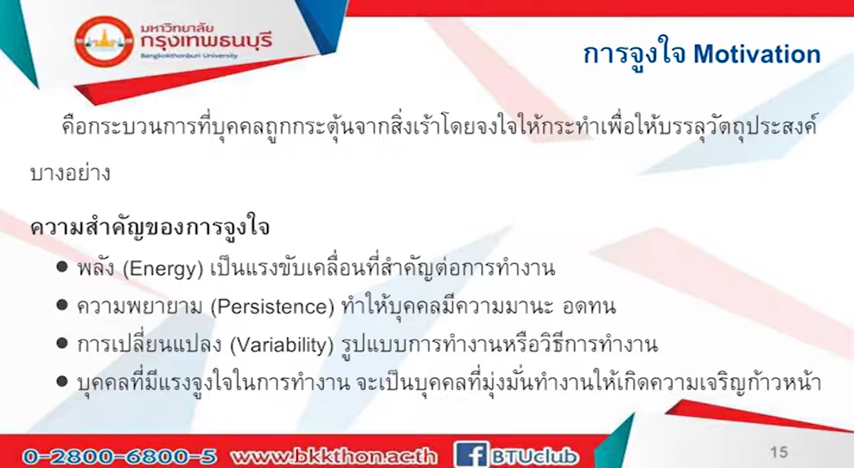 มหาวิทยาลัย
กรุงเทพธนบุรี
Bangkokthonburi University
การจูงใจ Motivation
คือกระบวนการที่บุคคลถูกกระตุ้นจากสิ่งเร้าโดยจงใจให้กระทำเพื่อให้บรรลุวัตถุประสงค์
บางอย่าง
ความสำคัญของการจูงใจ
● พลัง (Energy) เป็นแรงขับเคลื่อนที่สำคัญต่อการทำงาน
● ความพยายาม (Persistence) ทำให้บุคคลมีความมานะ อดทน
● การเปลี่ยนแปลง (Variability) รูปแบบการทำงานหรือวิธีการทำงาน
● บุคคลที่มีแรงจูงใจในการทำงาน จะเป็นบุคคลที่มุ่งมั่นทำงานให้เกิดความเจริญก้าวหน้า
0-2800-6800-5 www.bkkthon.ac.th f BTUclub 15